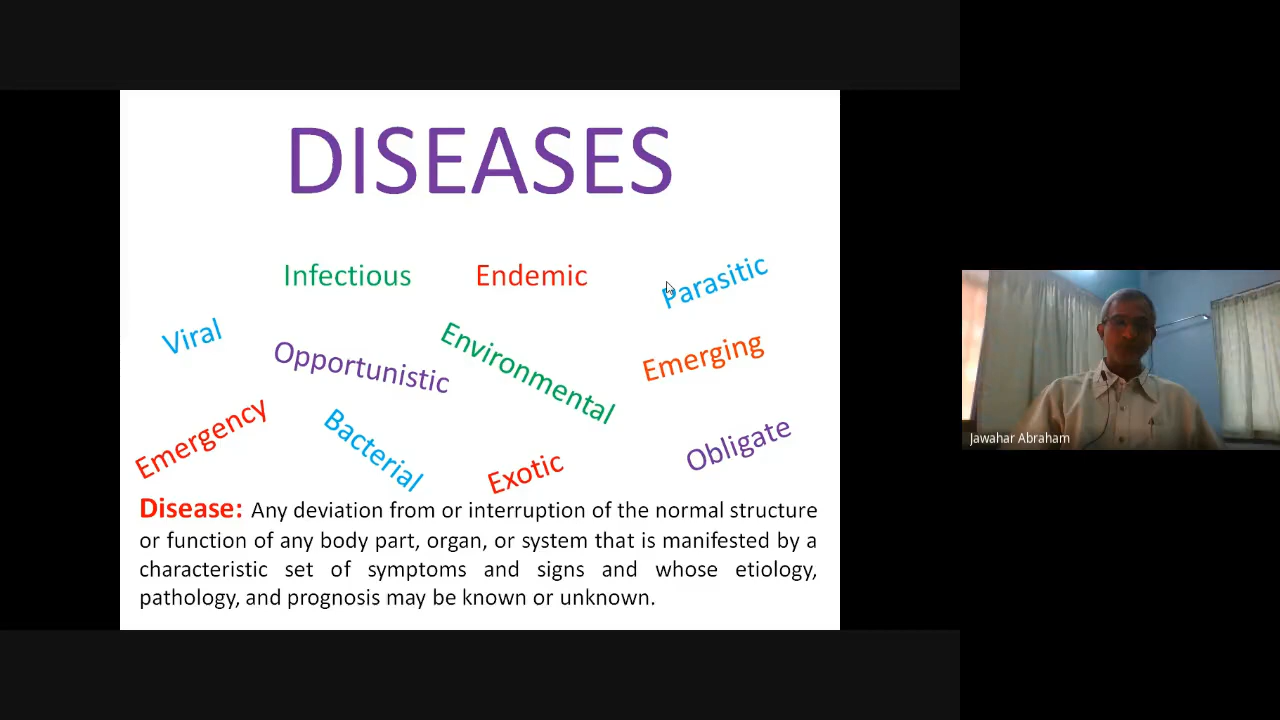 DISEASES
Infectious
Endemic
Parasitic
Viral
Opportunistic
Environmental
Emerging
Emergency
Bacterial
Exotic
Obligate
Disease: Any deviation from or interruption of the normal structure
or function of any body part, organ, or system that is manifested by a
characteristic set of symptoms and signs and whose etiology,
pathology, and prognosis may be known or unknown.
Jawahar Abraham